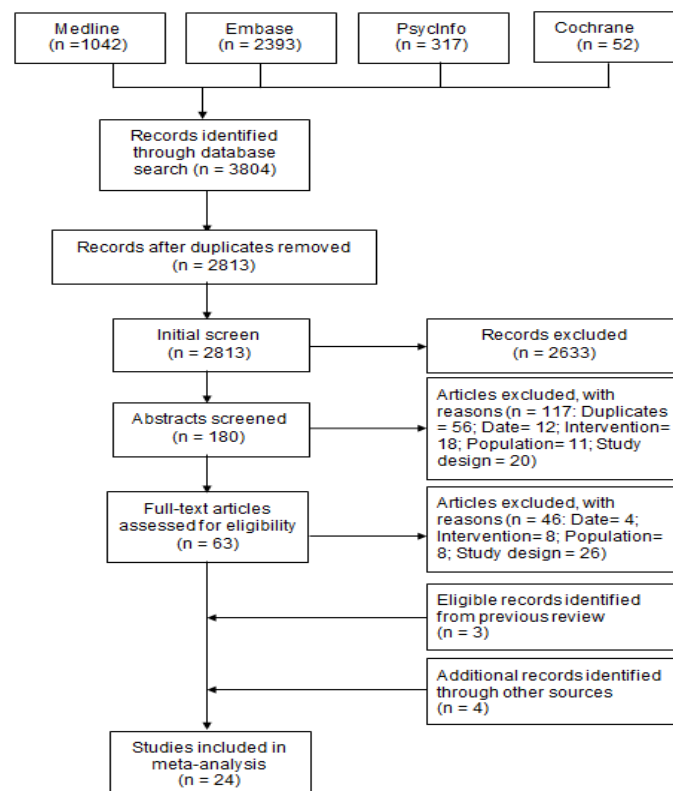 Medline
(n =1042)
Embase
(n = 2393)
PsycInfo
(n = 317)
Cochrane
(n = 52)
Records identified
through database
search (n = 3804)
Records after duplicates removed
(n = 2813)
Initial screen
(n = 2813)
Records excluded
(n = 2633)
Abstracts screened
(n = 180)
Articles excluded, with
reasons (n = 117: Duplicates
= 56; Date= 12; Intervention=
18; Population= 11; Study
design = 20)
Full-text articles
assessed for eligibility
(n = 63)
Articles excluded, with
reasons (n = 46: Date= 4;
Intervention= 8; Population=
8; Study design = 26)
Eligible records identified
from previous review
(n = 3)
Additional records identified
through other sources
(n = 4)
Studies included in
meta-analysis
(n = 24)